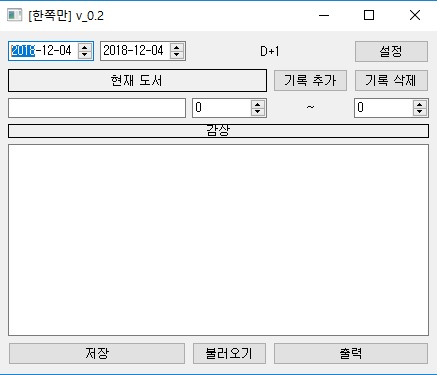 [한쪽만] v_0.2
2018-12-04 2018-12-04 D+1 설정
현재 도서 기록 추가 기록 삭제
0 ~ 0
감상
저장 불러오기 출력